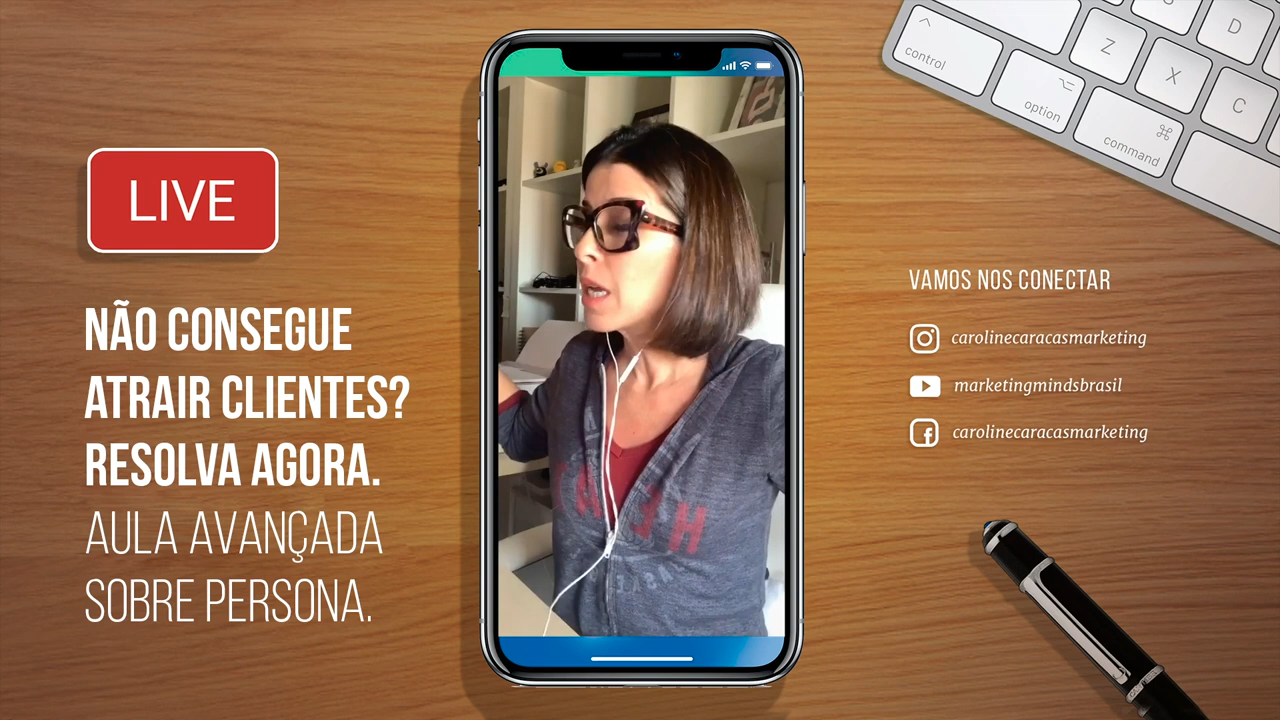 LIVE
NÃO CONSEGUE
ATRAIR CLIENTES?
RESOLVA AGORA.
AULA AVANÇADA
SOBRE PERSONA.
VAMOS NOS CONECTAR
carolinecaracasmarketing
marketingmindsbrasil
carolinecaracasmarketing
control
option
command
S
D
Z
X
C